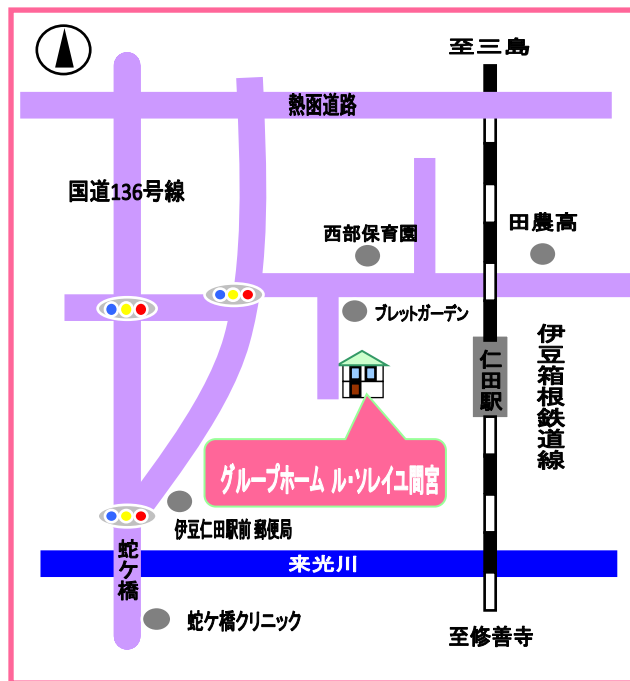 至三島
熱函道路
国道136号線
西部保育園
田農高
ブレットガーデン
仁田駅
伊豆箱根鉄道線
グループホーム ル・ソレイユ間宮
伊豆仁田駅前 郵便局
蛇ケ橋
来光川
蛇ケ橋クリニック
至修善寺